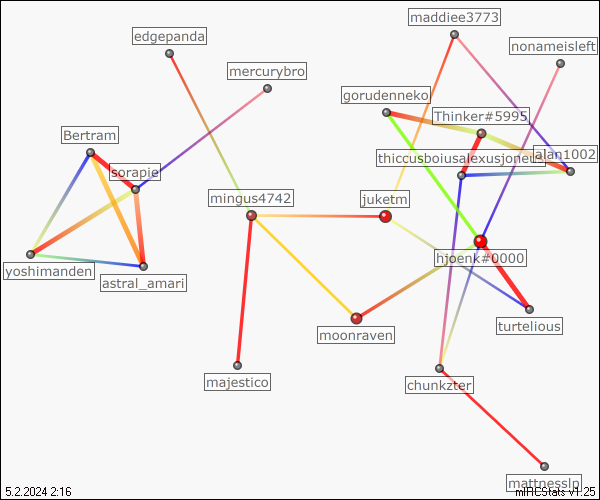 maddiee3773
edgepanda
nonameisleft
mercurybro
gorudenneko
Thinker#5995
Bertram
alan1002
sorapie
mingus4742
juketm
hjoenk#0000
yoshimanden
astral_amari
turtelious
moonraven
majestico
chunkzter
mattnesslp
5.2.2024 2:16
mIRCStats v1.25